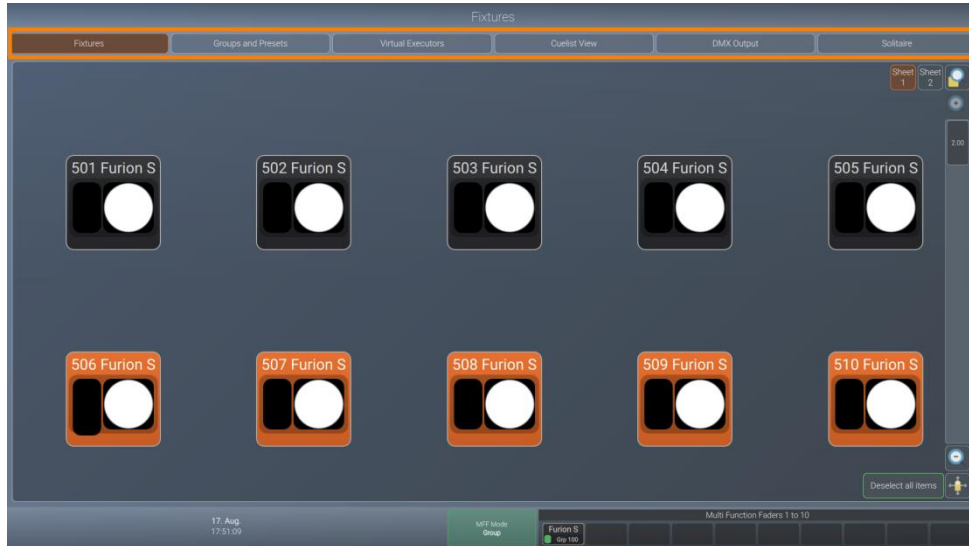 Fixtures
Fixtures Groups and Presets Virtual Executors Cuelist View DMX Output Solitaire
Sheet 1 Sheet 2
2.00
501 Furion S 502 Furion S 503 Furion S 504 Furion S 505 Furion S
506 Furion S 507 Furion S 508 Furion S 509 Furion S 510 Furion S
Deselect all items
Multi Function Faders 1 to 10
17. Aug.
17:51:09
MFF Mode
Group
Furion S
Grp 100